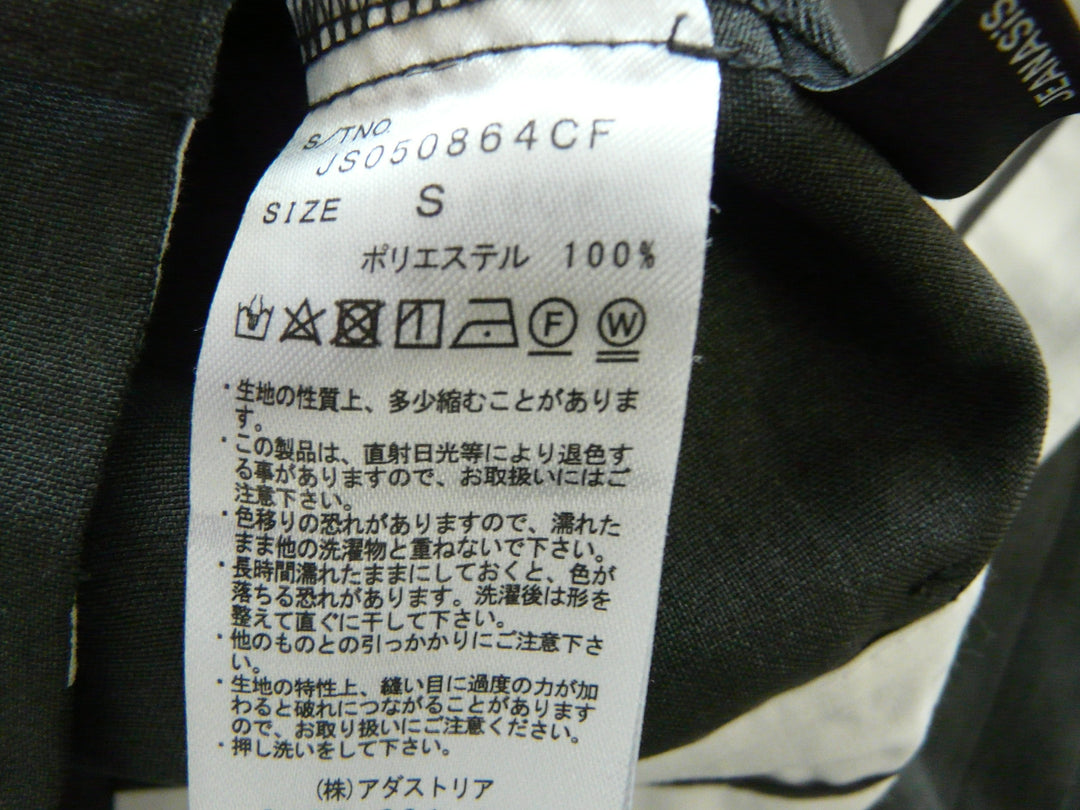 JEANASiS
S/TNO.
JS050864CF
SIZE S
ポリエステル 100%
F W
・生地の性質上、多少縮むことがありま
す。
・この製品は、直射日光等により退色す
る事がありますので、お取扱いにはご
注意下さい。
・色移りの恐れがありますので、濡れた
まま他の洗濯物と重ねないで下さい。
・長時間濡れたままにしておくと、色が
落ちる恐れがあります。洗濯後は形を
整えて直ぐに干して下さい。
・他のものとの引っかかりにご注意下さ
い。
・生地の特性上、縫い目に過度の力が加
わると破れにつながることがあります
ので、お取り扱いにご注意ください。
・押し洗いをして下さい。
(株)アダストリア